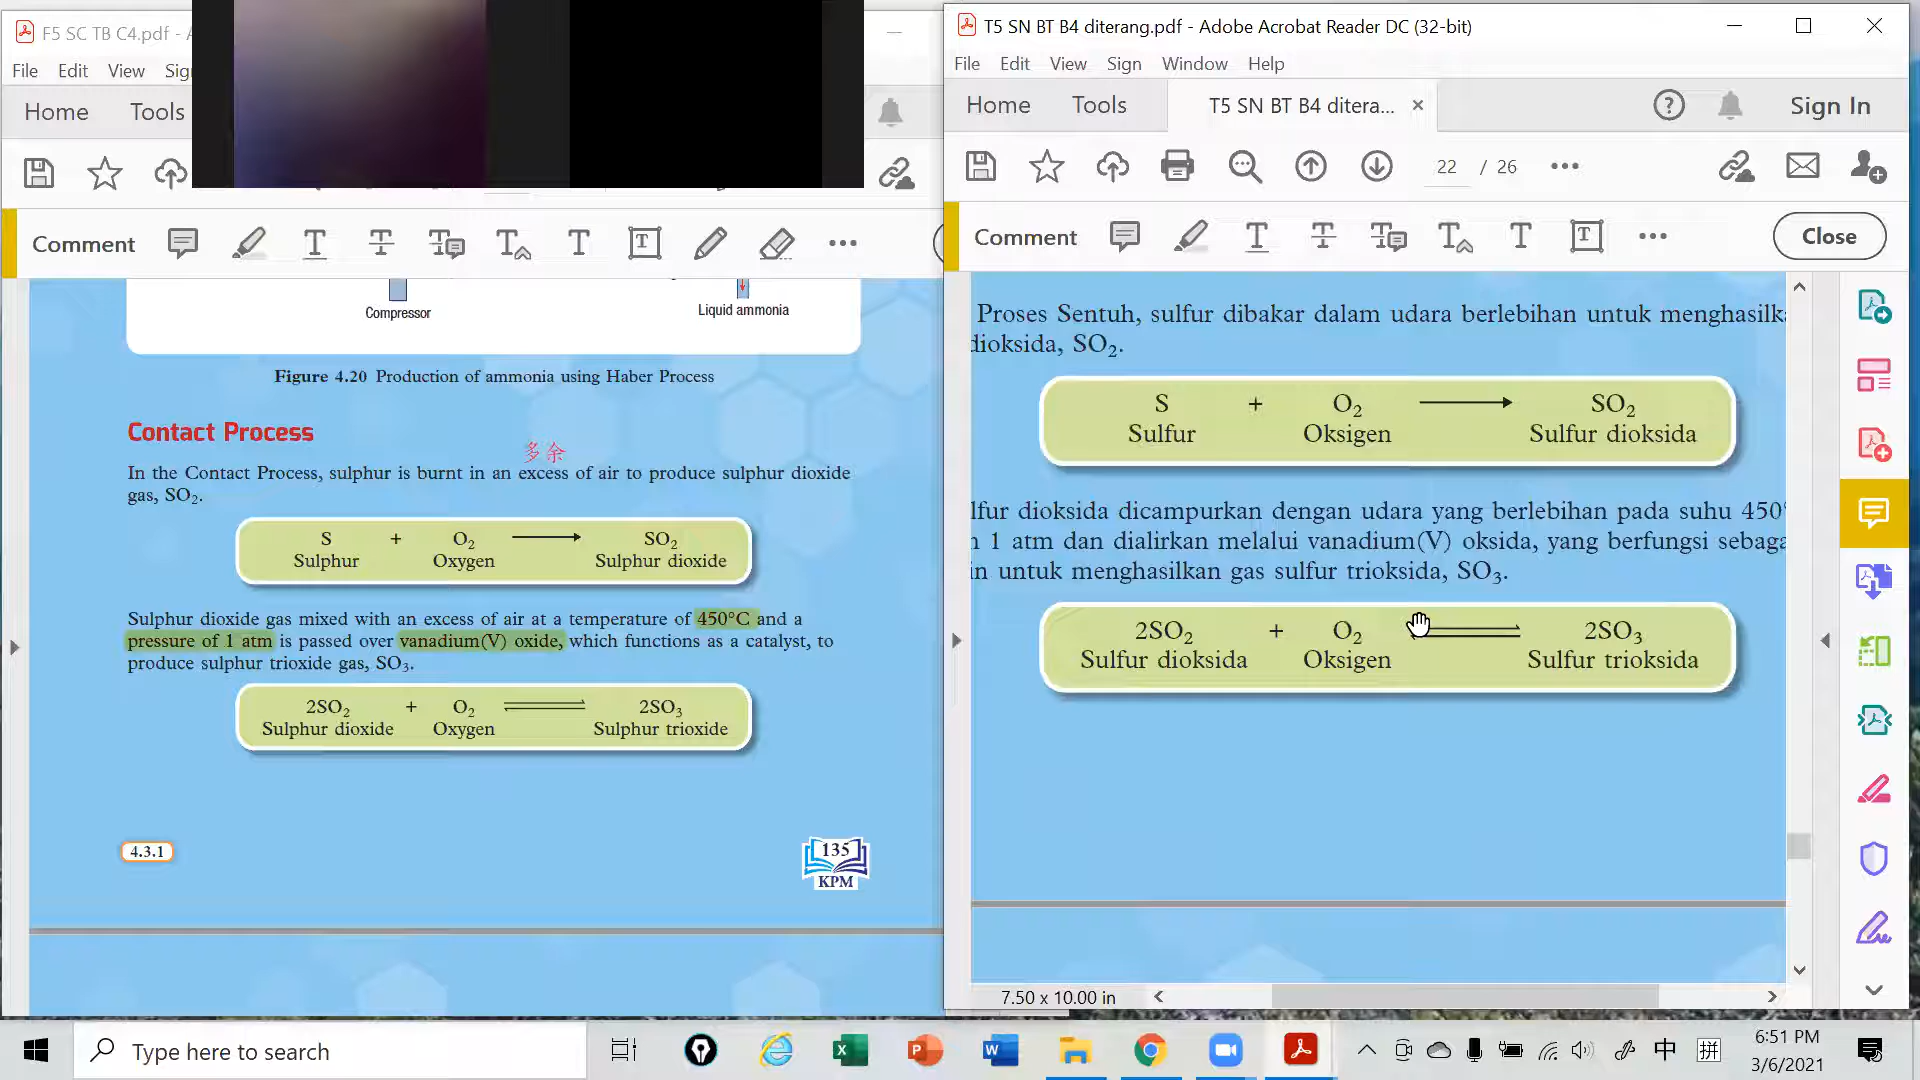 F5 SC TB C4.pdf - A
File Edit View Sign
Home Tools
Comment
Compressor
Liquid ammonia
Figure 4.20 Production of ammonia using Haber Process
Contact Process
多余
In the Contact Process, sulphur is burnt in an excess of air to produce sulphur dioxide
gas, SO₂.
S + O₂ SO₂
Sulphur Oxygen Sulphur dioxide
Sulphur dioxide gas mixed with an excess of air at a temperature of 450°C and a
pressure of 1 atm is passed over vanadium(V) oxide, which functions as a catalyst, to
produce sulphur trioxide gas, SO₃.
2SO₂ + O₂ 2SO₃
Sulphur dioxide Oxygen Sulphur trioxide
4.3.1
135
KPM
T5 SN BT B4 diterang.pdf - Adobe Acrobat Reader DC (32-bit)
File Edit View Sign Window Help
Home Tools T5 SN BT B4 ditera... × Sign In
22 / 26
Comment Close
Proses Sentuh, sulfur dibakar dalam udara berlebihan untuk menghasilka
dioksida, SO₂.
S + O₂ → SO₂
Sulfur Oksigen Sulfur dioksida
lfur dioksida dicampurkan dengan udara yang berlebihan pada suhu 450°
1 atm dan dialirkan melalui vanadium(V) oksida, yang berfungsi sebaga
in untuk menghasilkan gas sulfur trioksida, SO₃.
2SO₂ + O₂ 2SO₃
Sulfur dioksida Oksigen Sulfur trioksida
7.50 x 10.00 in
Type here to search
中 拼
6:51 PM
3/6/2021